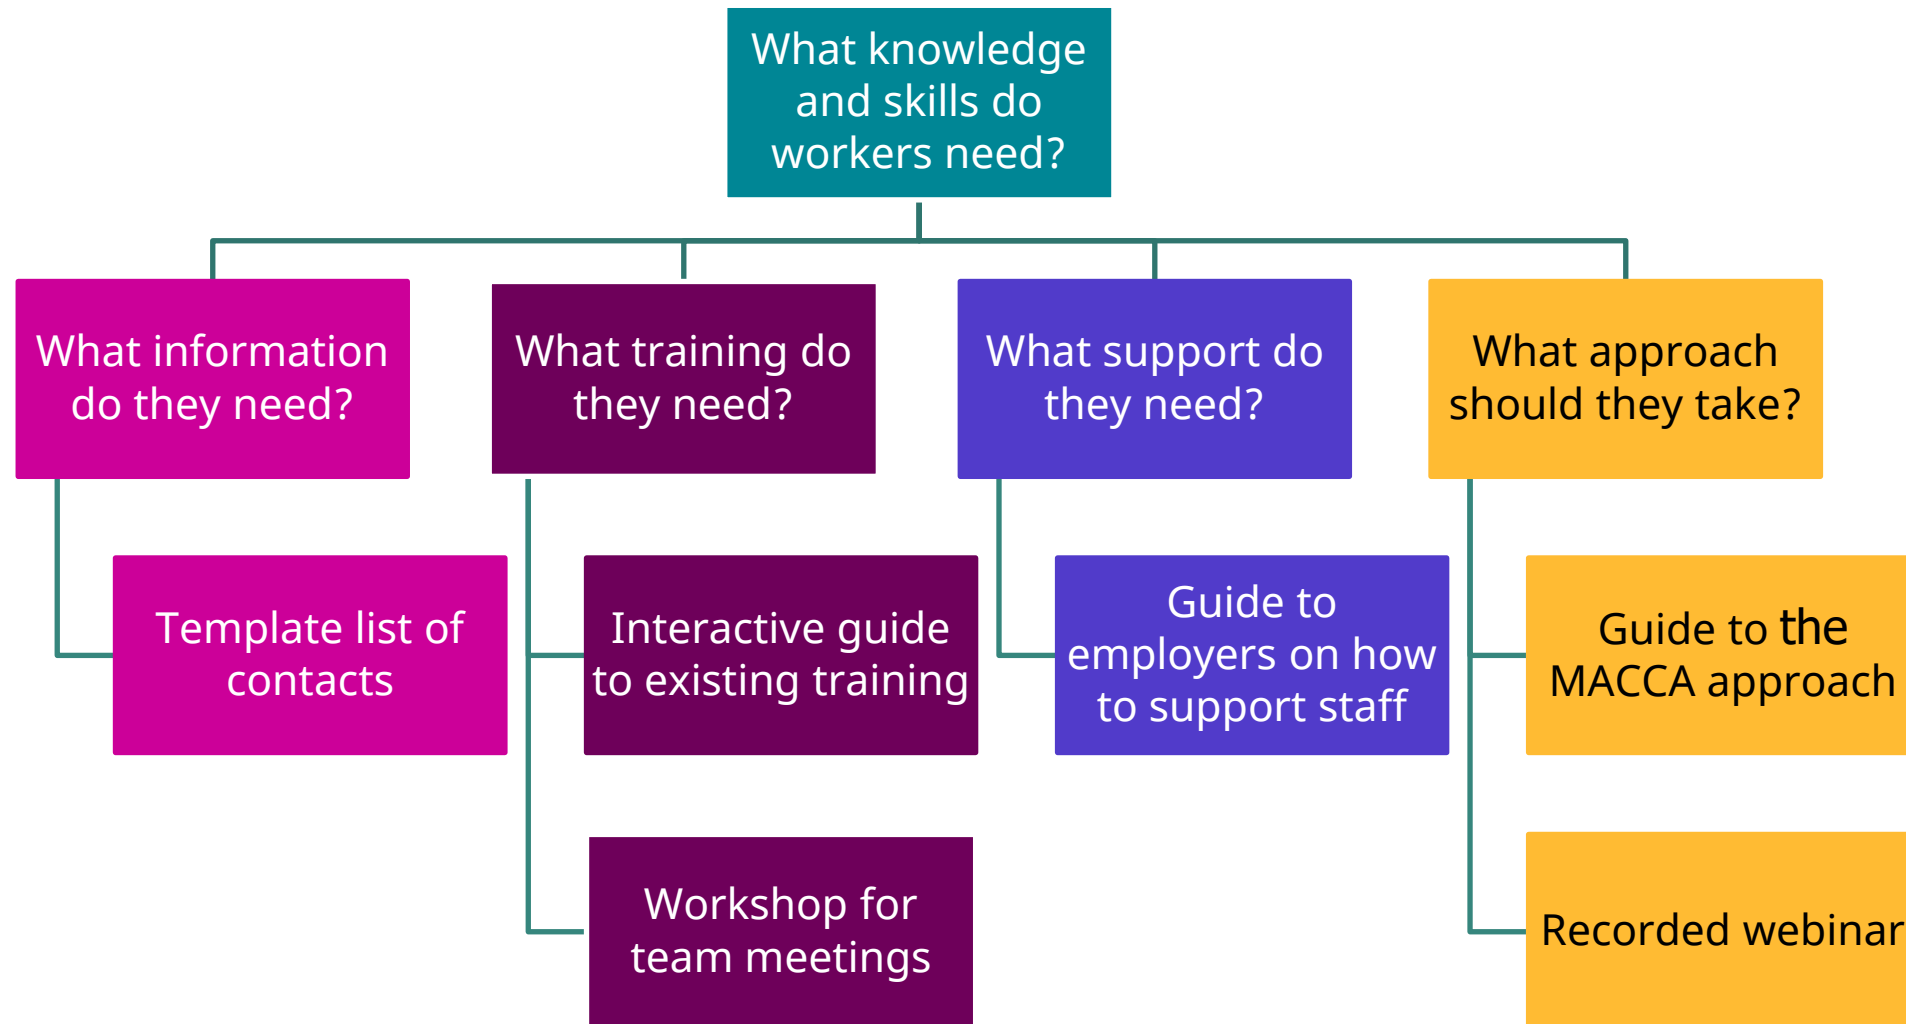 What knowledge
and skills do
workers need?
What information
do they need?
What training do
they need?
What support do
they need?
What approach
should they take?
Template list of
contacts
Interactive guide
to existing training
Guide to
employers on how
to support staff
Guide to the
MACCA approach
Workshop for
team meetings
Recorded webinar